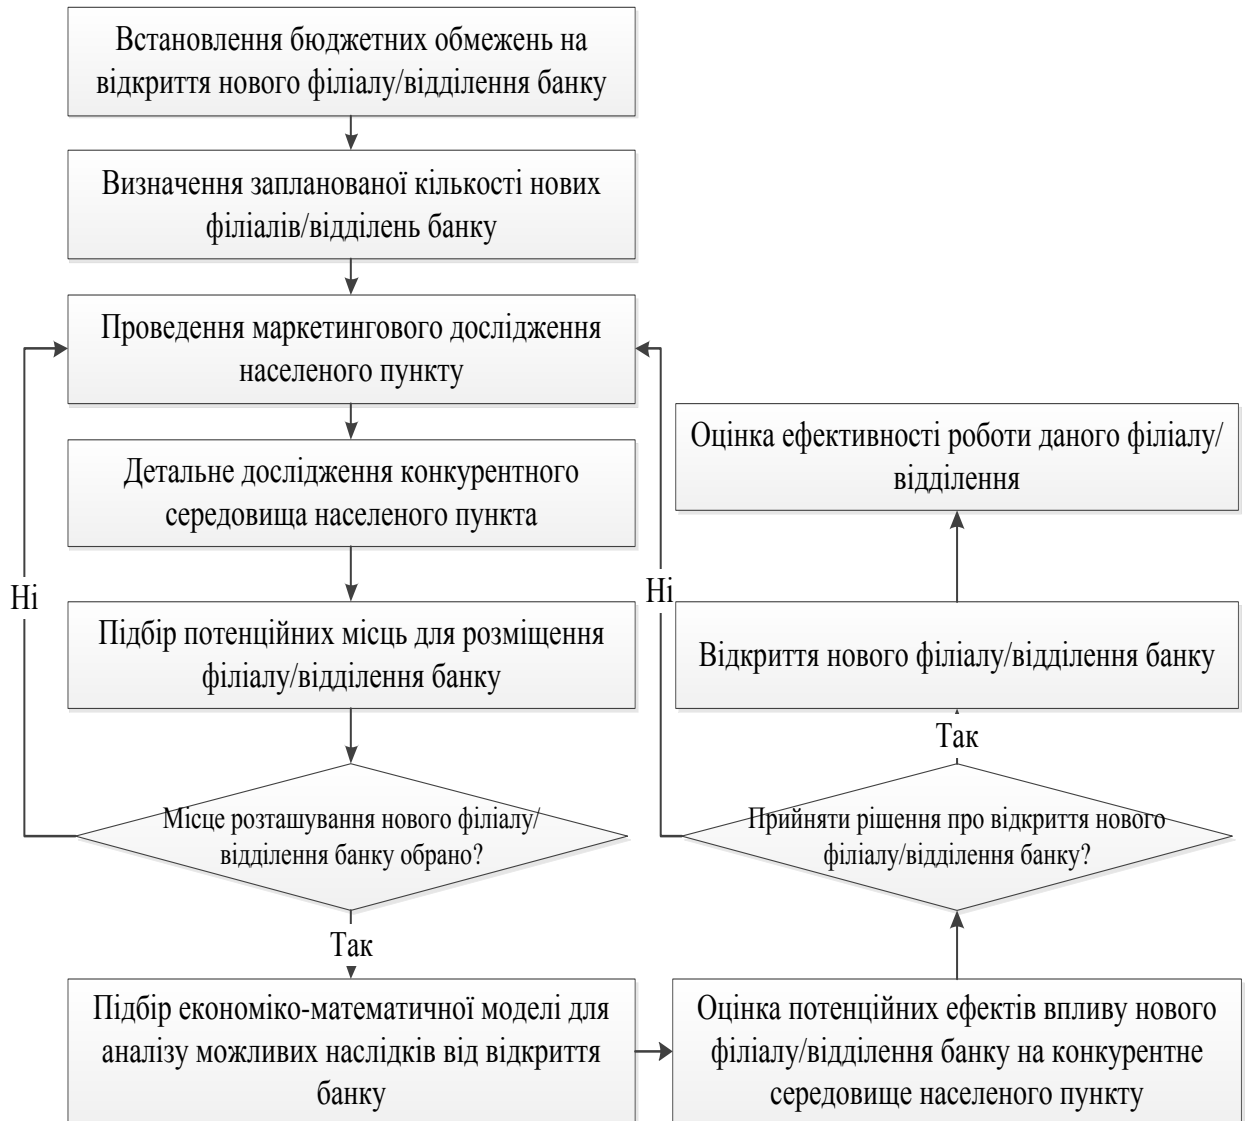 Встановлення бюджетних обмежень на
відкриття нового філіалу/відділення банку
Визначення запланованої кількості нових
філіалів/відділень банку
Проведення маркетингового дослідження
населеного пункту
Детальне дослідження конкурентного
середовища населеного пункта
Ні
Підбір потенційних місць для розміщення
філіалу/відділення банку
Місце розташування нового філіалу/
відділення банку обрано?
Так
Підбір економіко-математичної моделі для
аналізу можливих наслідків від відкриття
банку
Оцінка потенційних ефектів впливу нового
філіалу/відділення банку на конкурентне
середовище населеного пункту
Прийняти рішення про відкриття нового
філіалу/відділення банку?
Ні
Так
Відкриття нового філіалу/відділення банку
Оцінка ефективності роботи даного філіалу/
відділення